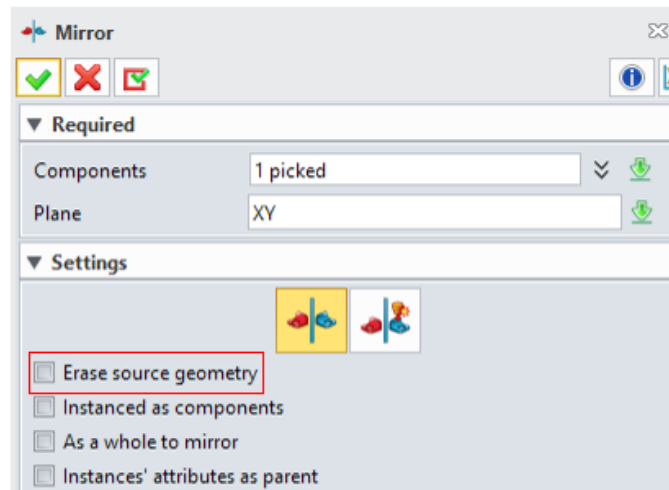 Mirror
Required
Components 1 picked
Plane XY
Settings
Erase source geometry
Instanced as components
As a whole to mirror
Instances' attributes as parent